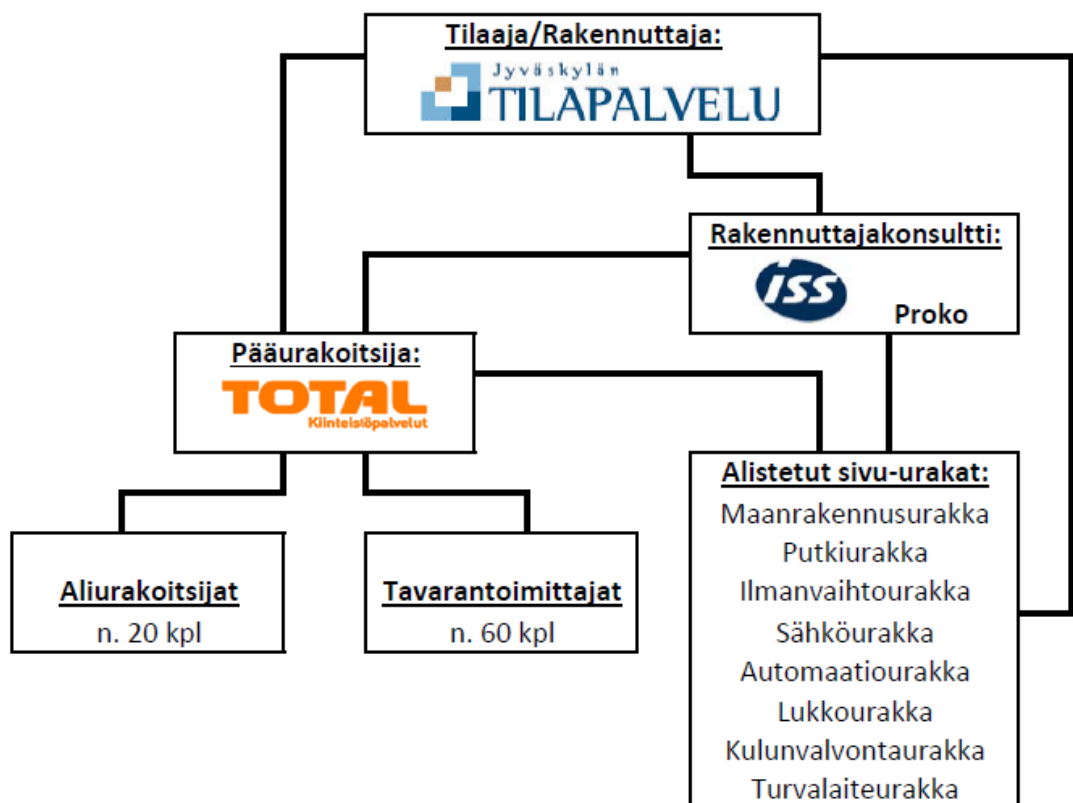 Tilaaja/Rakennuttaja:
Jyväskylän
TILAPALVELU
Rakennuttajakonsultti:
iss
Proko
Pääurakoitsija:
TOTAL
Kiinteistöpalvelut
Alistetut sivu-urakat:
Maanrakennusurakka
Putkiurakka
Ilmanvaihtourakka
Sähköurakka
Automaatiourakka
Lukkourakka
Kulunvalvontaurakka
Turvalaiteurakka
Aliurakoitsijat
n. 20 kpl
Tavarantoimittajat
n. 60 kpl